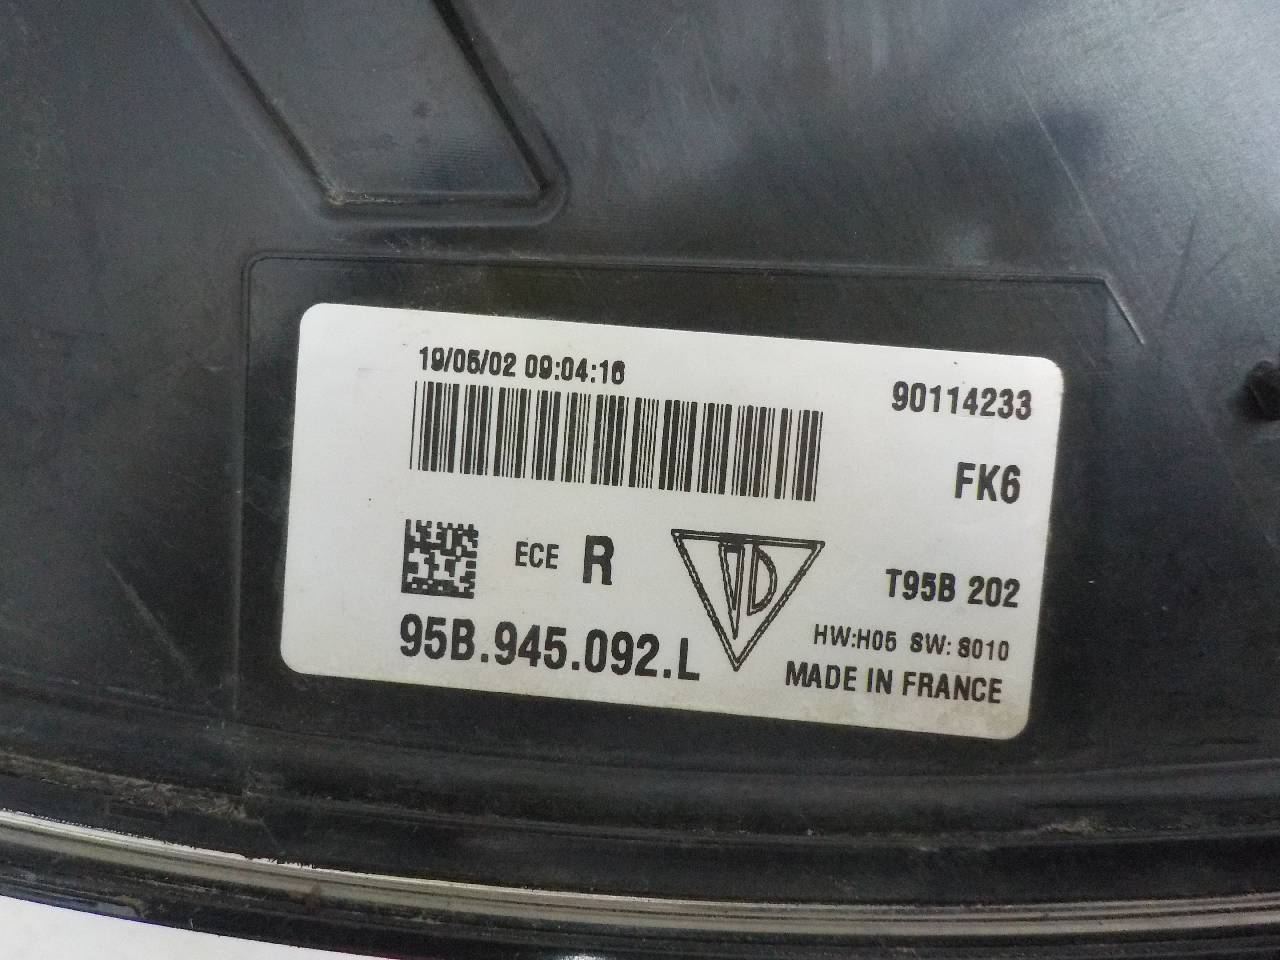 19/05/02 09:04:16
90114233
FK6
ECE R
T95B 202
95B.945.092.L
HW:H05 SW: S010
MADE IN FRANCE